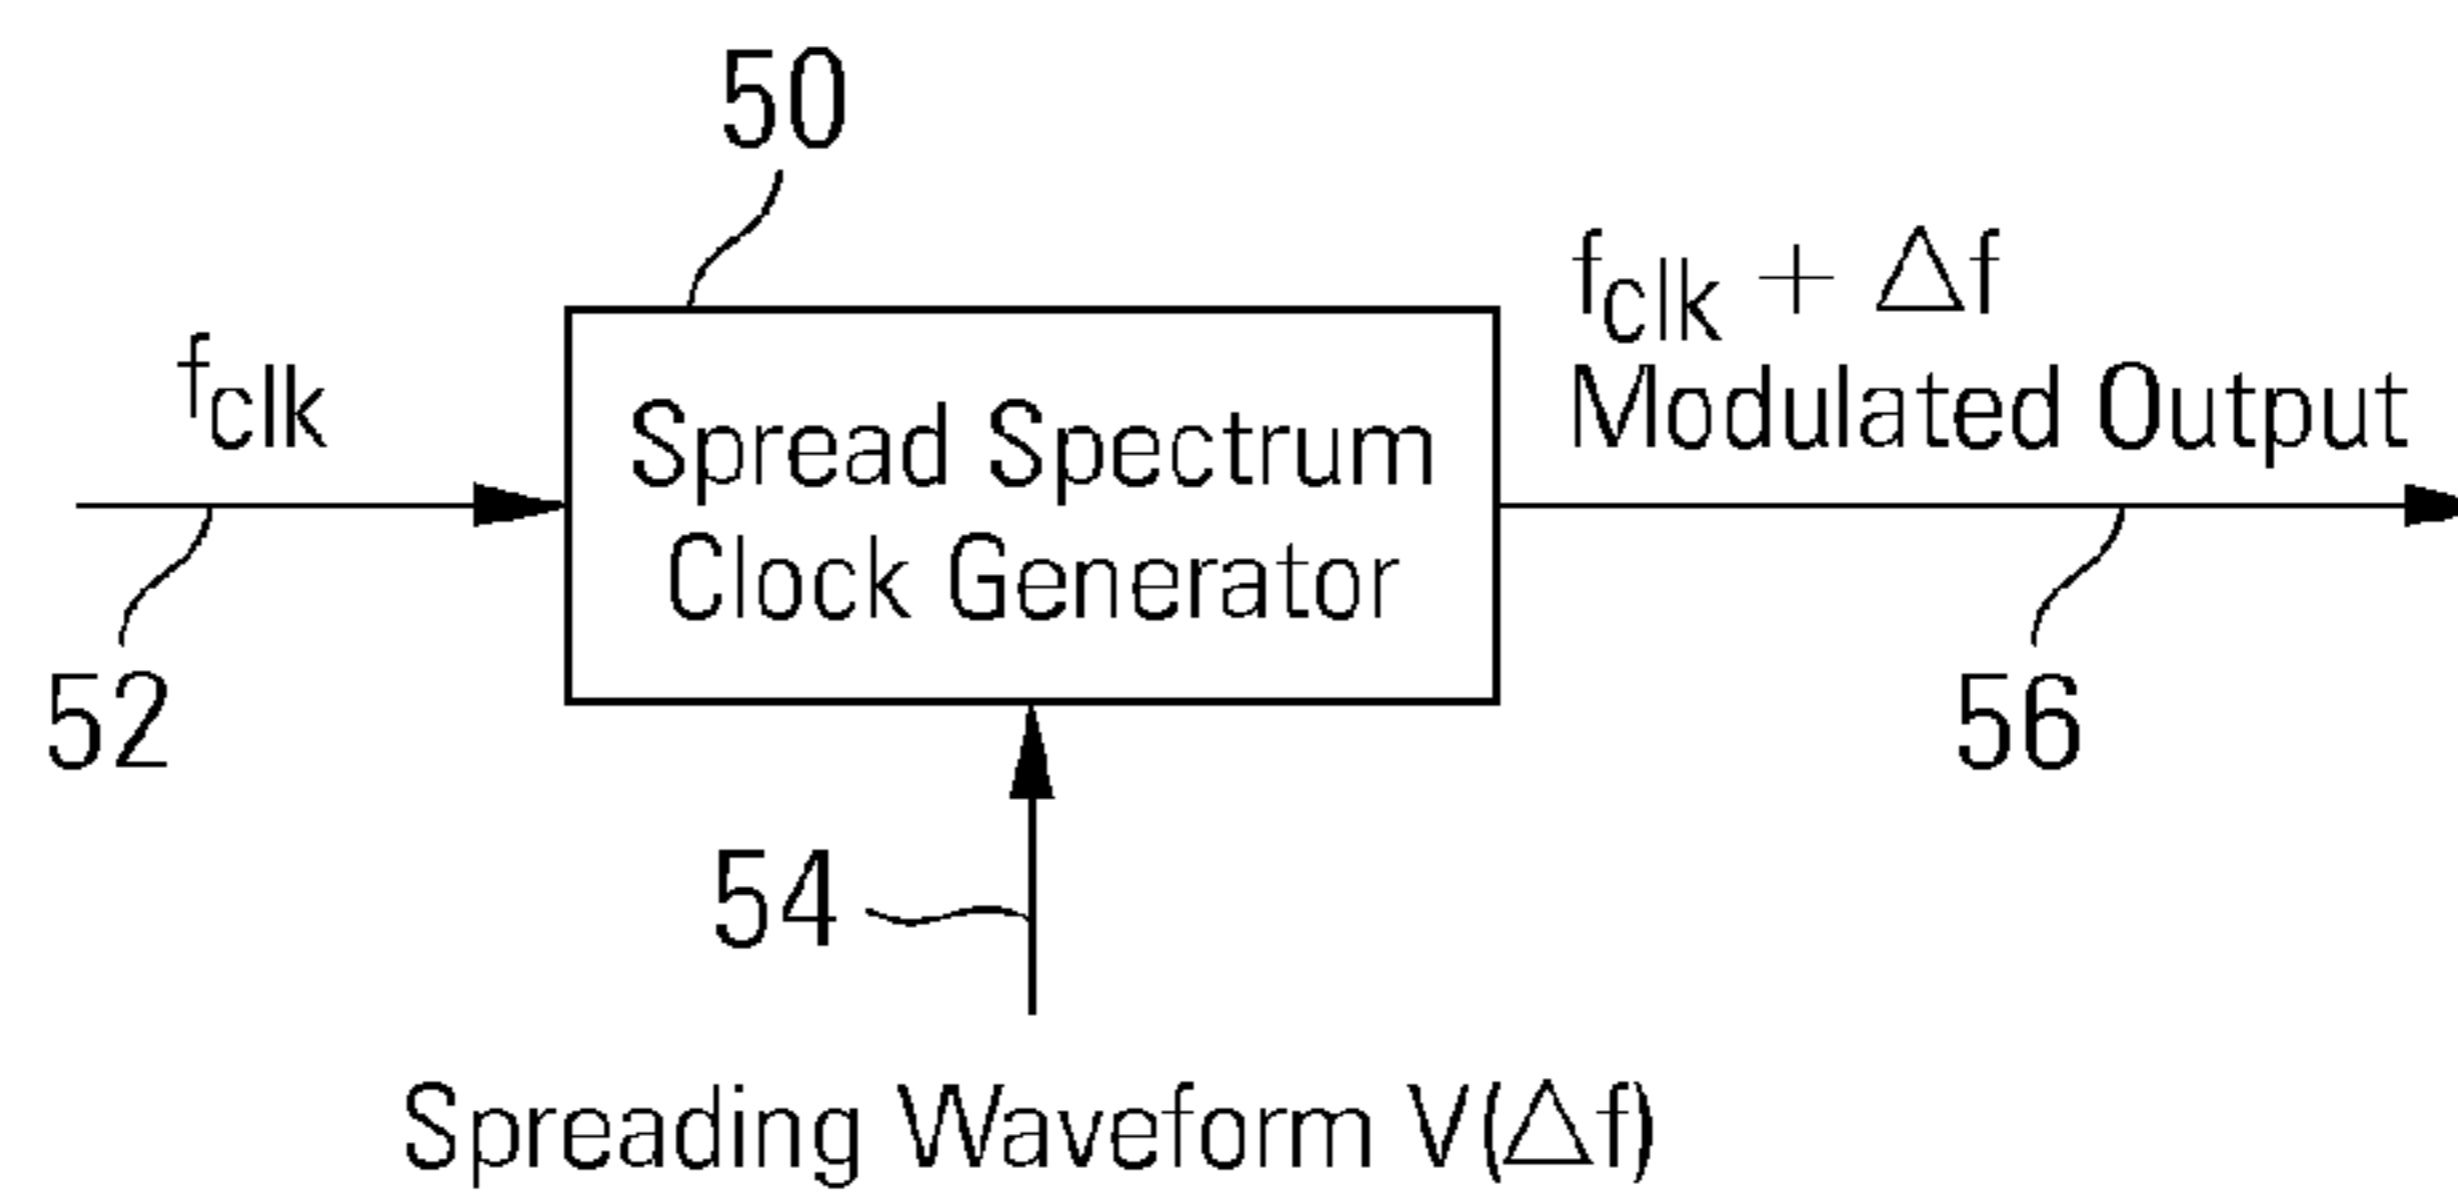 50
fclk + Δf
Modulated Output
fclk
Spread Spectrum
Clock Generator
52
56
54
Spreading Waveform V(Δf)